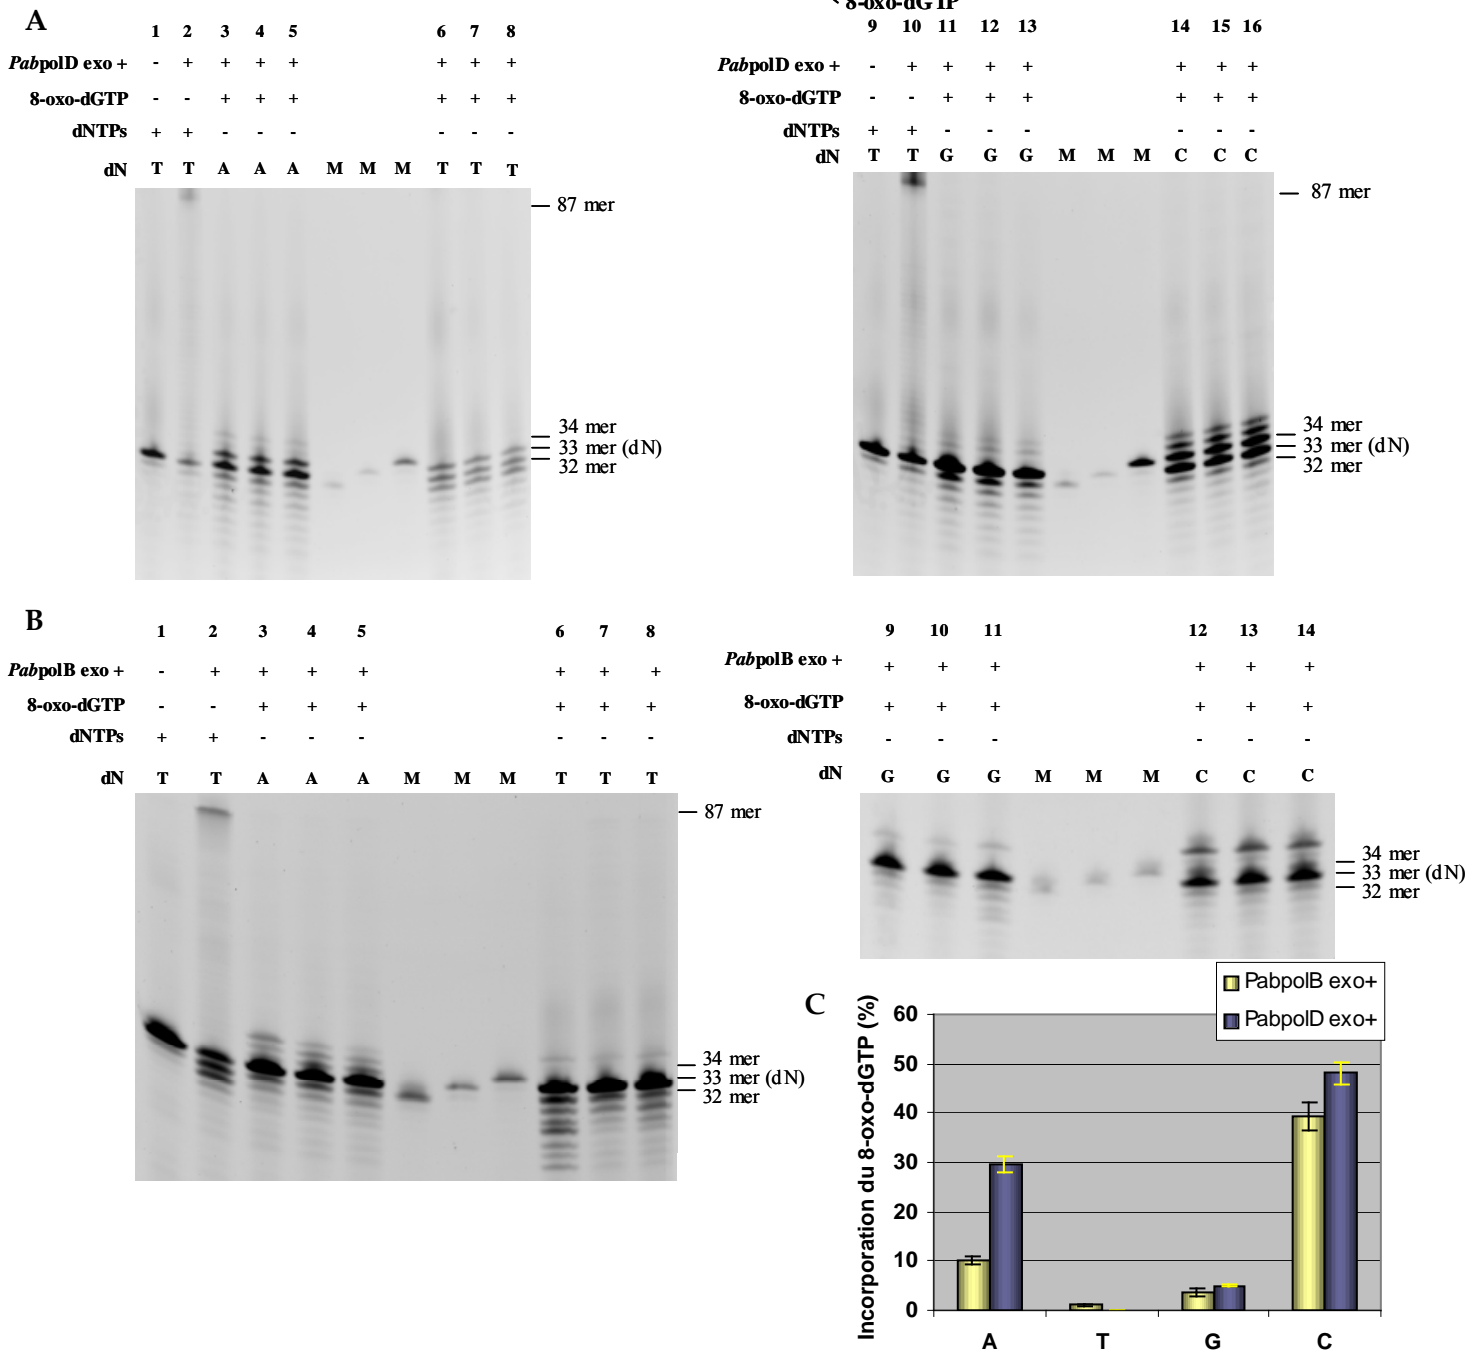 8-oxo-dGTP
A
1 2 3 4 5 6 7 8
PabpolD exo + - + + + + + + +
8-oxo-dGTP - - + + + + + +
dNTPs + + - - - - - -
dN T T A A A M M M T T T
87 mer
34 mer
33 mer (dN)
32 mer
9 10 11 12 13 14 15 16
PabpolD exo + - + + + + + + +
8-oxo-dGTP - - + + + + + +
dNTPs + + - - - - - -
dN T T G G G M M M C C C
87 mer
34 mer
33 mer (dN)
32 mer
B
1 2 3 4 5 6 7 8
PabpolB exo + - + + + + + + +
8-oxo-dGTP - - + + + + + +
dNTPs + + - - - - - -
dN T T A A A M M M T T T
87 mer
34 mer
33 mer (dN)
32 mer
9 10 11 12 13 14
PabpolB exo + + + + + + +
8-oxo-dGTP + + + + + +
dNTPs - - - - - -
dN G G G M M M C C C
34 mer
33 mer (dN)
32 mer
C
PabpolB exo+
PabpolD exo+
Incorporation du 8-oxo-dGTP (%)
60
50
40
30
20
10
0
A T G C